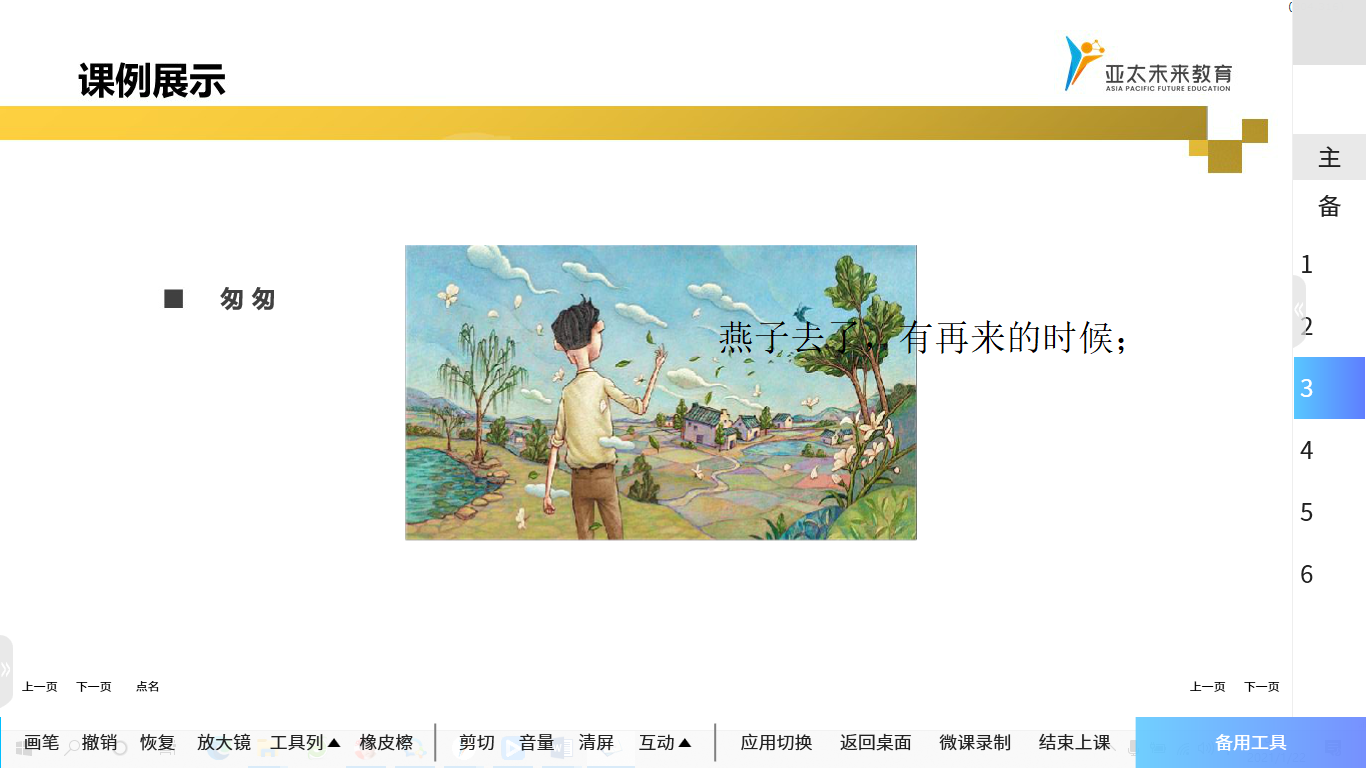 课例展示
亚太未来教育
ASIA PACIFIC FUTURE EDUCATION
主
备
1
2
3
4
5
6
匆 匆
燕子去了，有再来的时候；
上一页 下一页 点名
上一页 下一页
画笔 撤销 恢复 放大镜 工具列▲ 橡皮檫 剪切 音量 清屏 互动▲ 应用切换 返回桌面 微课录制 结束上课 备用工具